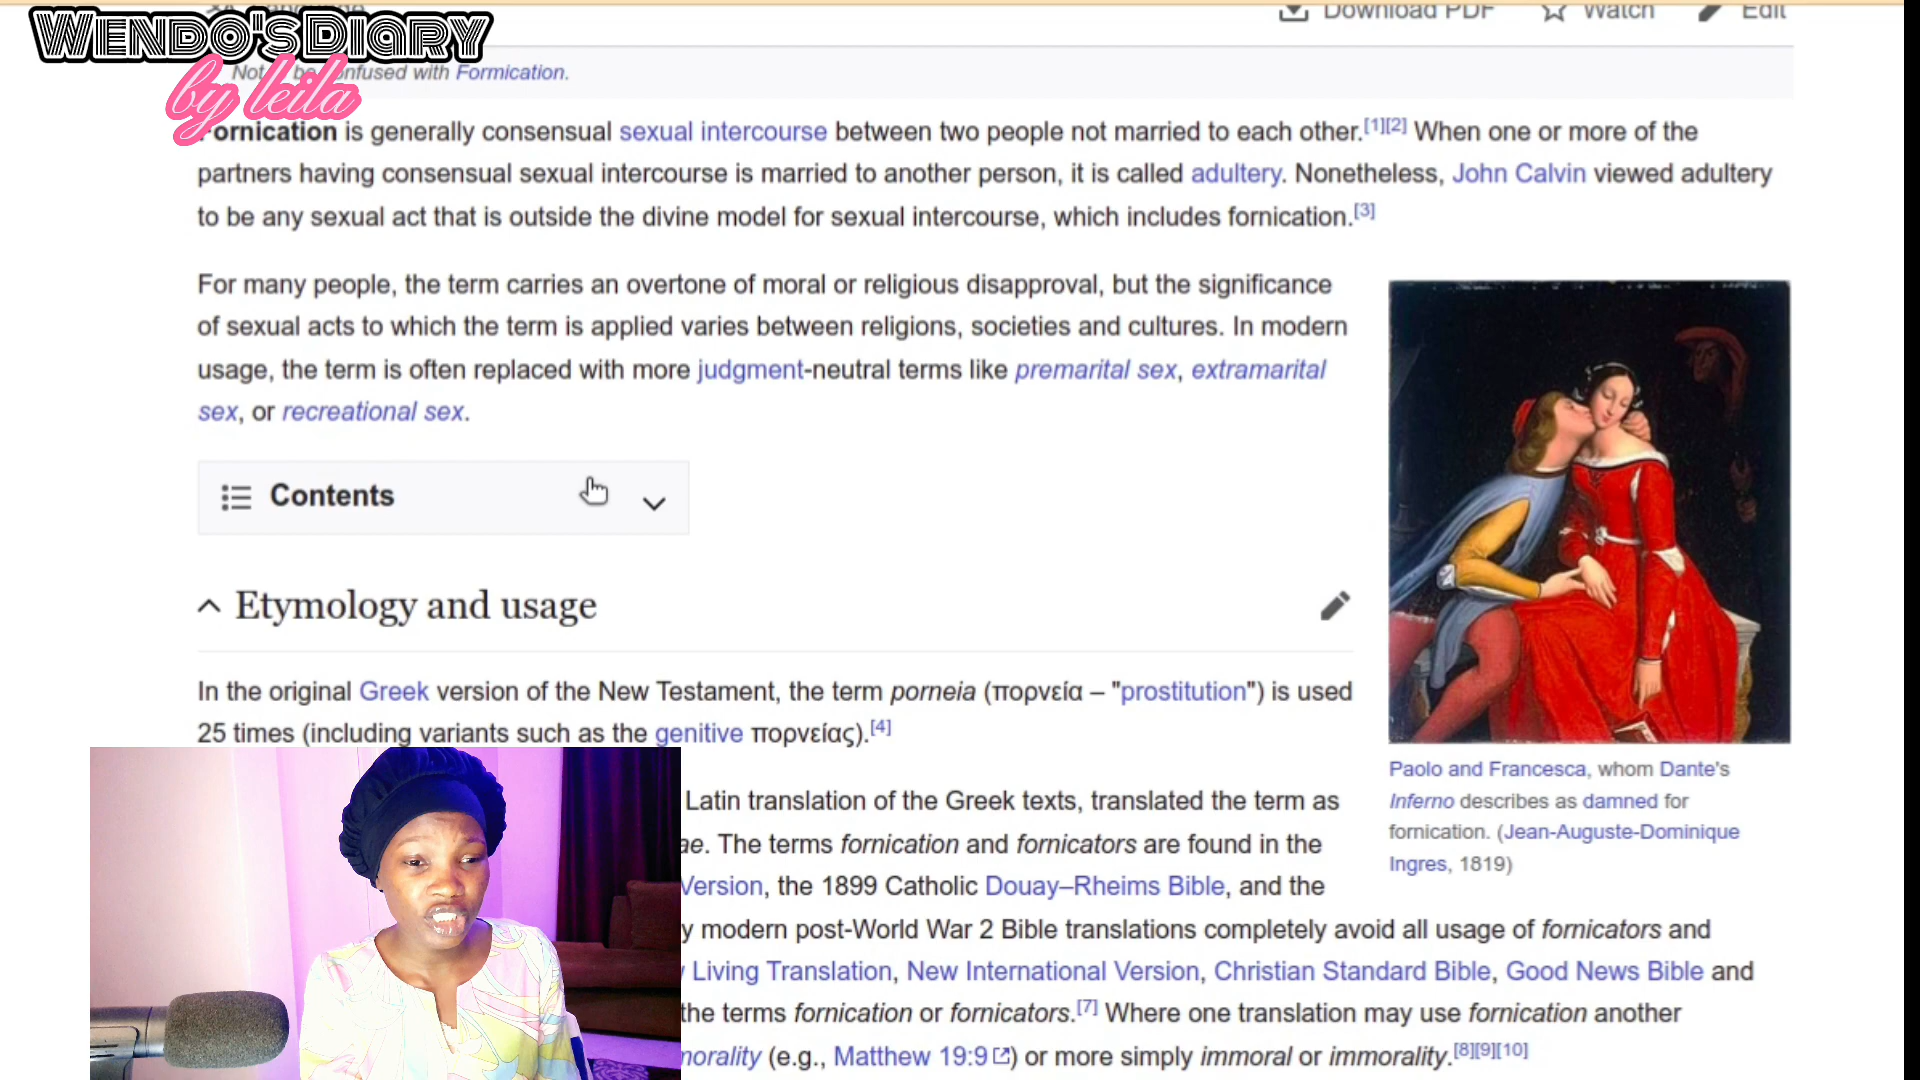 Language
Download PDF
Watch
Edit
WENDO'S DIARY
by leila
Not be confused with Formication.
Fornication is generally consensual sexual intercourse between two people not married to each other.[1][2] When one or more of the
partners having consensual sexual intercourse is married to another person, it is called adultery. Nonetheless, John Calvin viewed adultery
to be any sexual act that is outside the divine model for sexual intercourse, which includes fornication.[3]
For many people, the term carries an overtone of moral or religious disapproval, but the significance
of sexual acts to which the term is applied varies between religions, societies and cultures. In modern
usage, the term is often replaced with more judgment-neutral terms like premarital sex, extramarital
sex, or recreational sex.
Contents
Etymology and usage
In the original Greek version of the New Testament, the term porneia (πορνεία – "prostitution") is used
25 times (including variants such as the genitive πορνείας).[4]
Latin translation of the Greek texts, translated the term as
ae. The terms fornication and fornicators are found in the
Version, the 1899 Catholic Douay–Rheims Bible, and the
y modern post-World War 2 Bible translations completely avoid all usage of fornicators and
Living Translation, New International Version, Christian Standard Bible, Good News Bible and
the terms fornication or fornicators.[7] Where one translation may use fornication another
morality (e.g., Matthew 19:9) or more simply immoral or immorality.[8][9][10]
Paolo and Francesca, whom Dante's
Inferno describes as damned for
fornication. (Jean-Auguste-Dominique
Ingres, 1819)